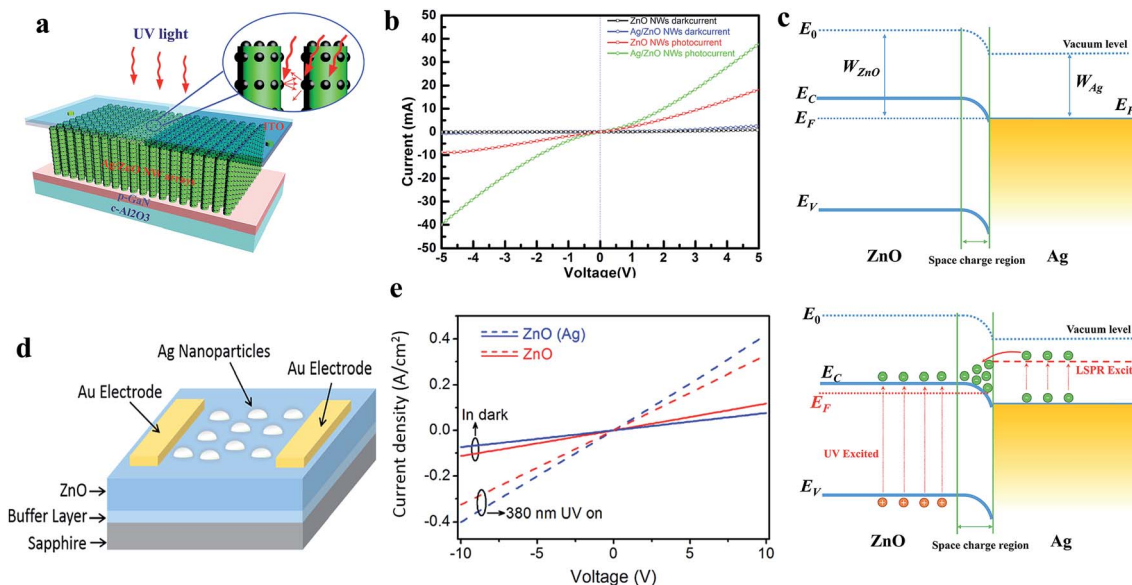 a
UV light
ITO
Ag/ZnO NW arrays
p-GaN
c-Al2O3
b
ZnO NWs darkcurrent
Ag/ZnO NWs darkcurrent
ZnO NWs photocurrent
Ag/ZnO NWs photocurrent
Current (mA)
50
40
30
20
10
0
-10
-20
-30
-40
-50
-5 -4 -3 -2 -1 0 1 2 3 4 5
Voltage(V)
c
E0
Vacuum level
WZnO
WAg
EC
EF
EV
ZnO
Space charge region
Ag
d
Ag Nanoparticles
Au Electrode
Au Electrode
ZnO
Buffer Layer
Sapphire
e
ZnO (Ag)
ZnO
In dark
380 nm UV on
Current density (A/cm2)
0.4
0.2
0.0
-0.2
-0.4
-10 -5 0 5 10
Voltage (V)
E0
Vacuum level
LSPR Excit
EC
EF
UV Excited
EV
ZnO
Space charge region
Ag